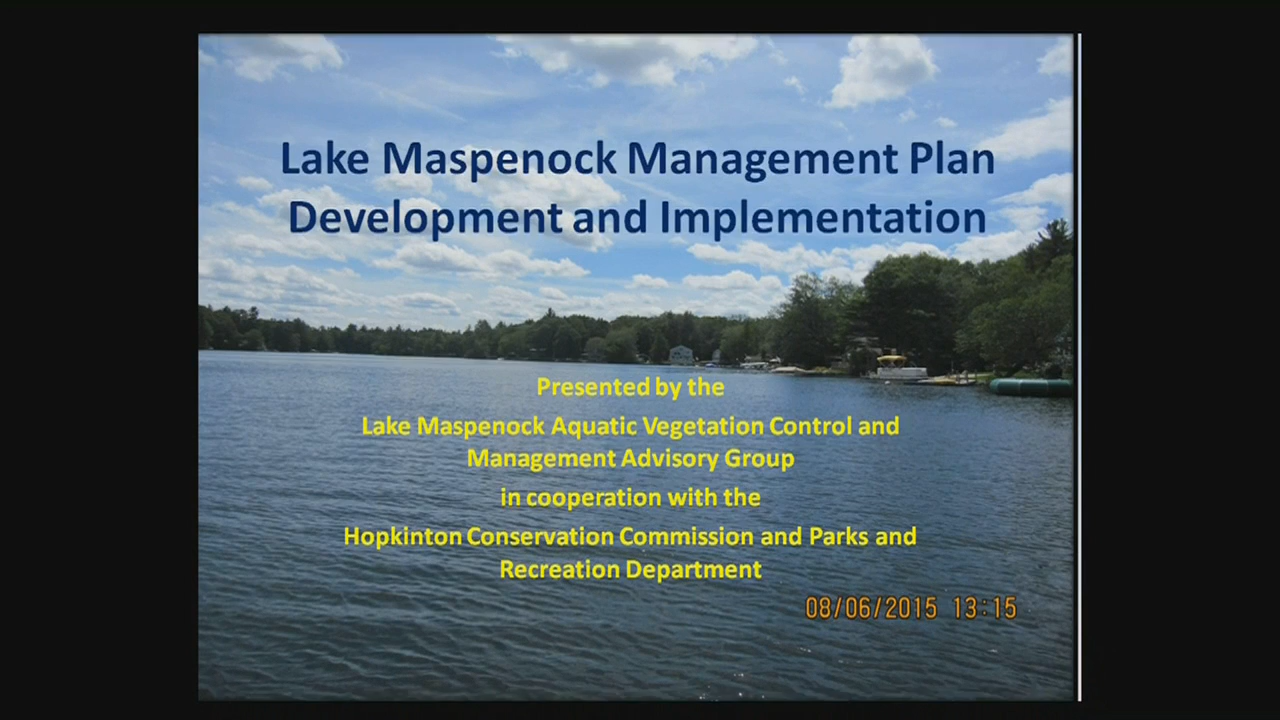 Lake Maspenock Management Plan
Development and Implementation
Presented by the
Lake Maspenock Aquatic Vegetation Control and
Management Advisory Group
in cooperation with the
Hopkinton Conservation Commission and Parks and
Recreation Department
08/06/2015 13:15